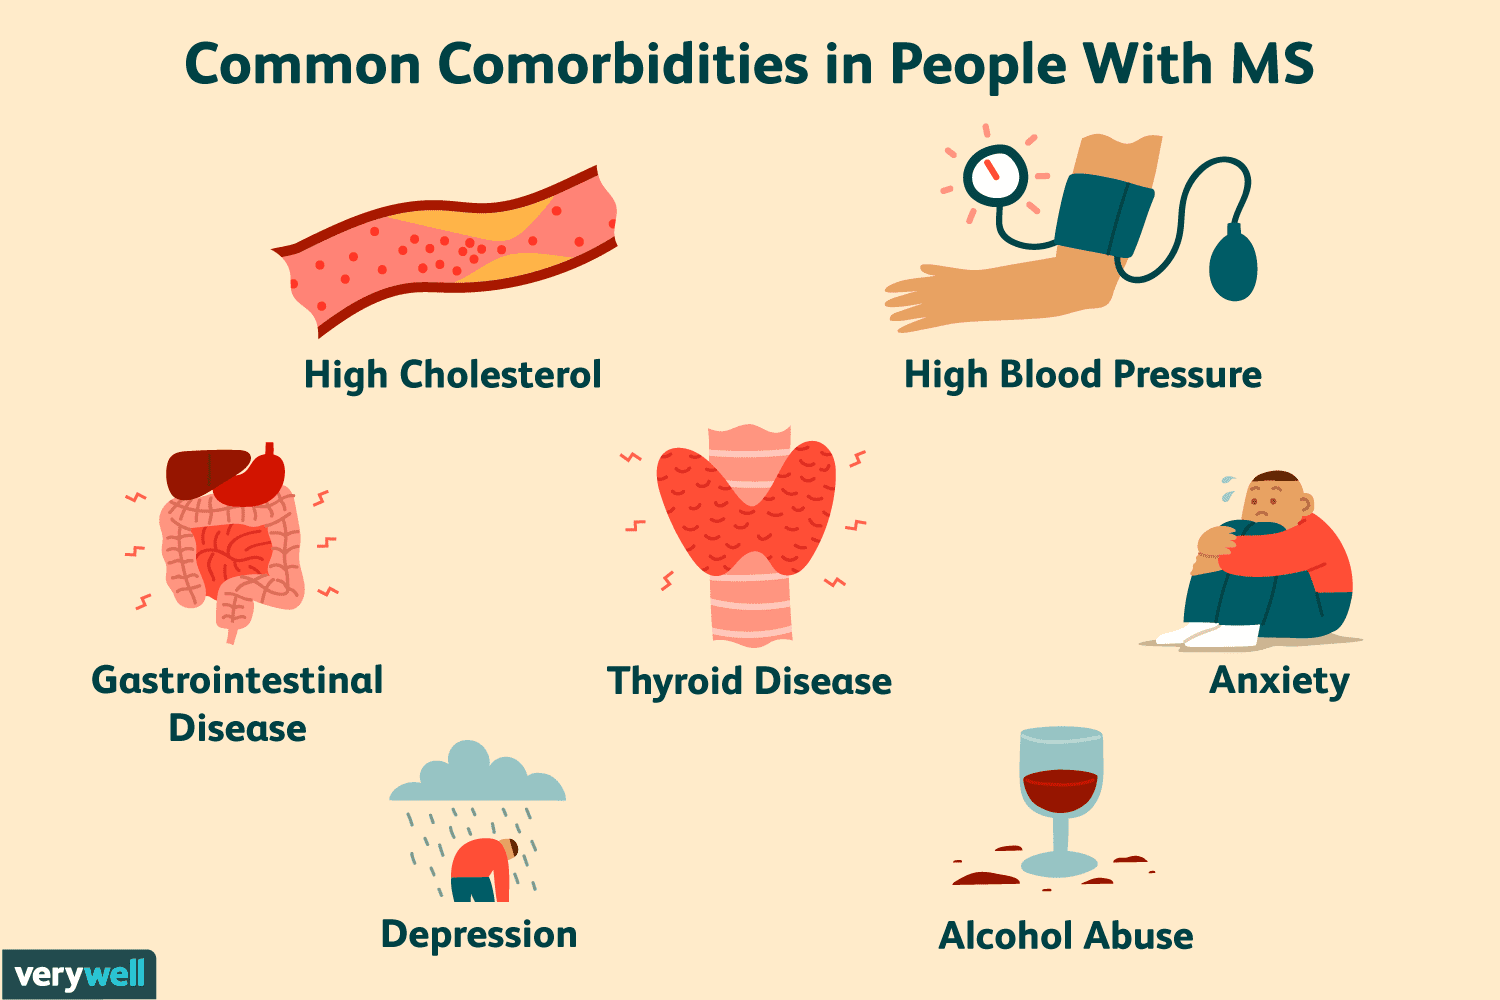 Common Comorbidities in People With MS
High Cholesterol
High Blood Pressure
Gastrointestinal
Disease
Thyroid Disease
Anxiety
Depression
Alcohol Abuse
verywell